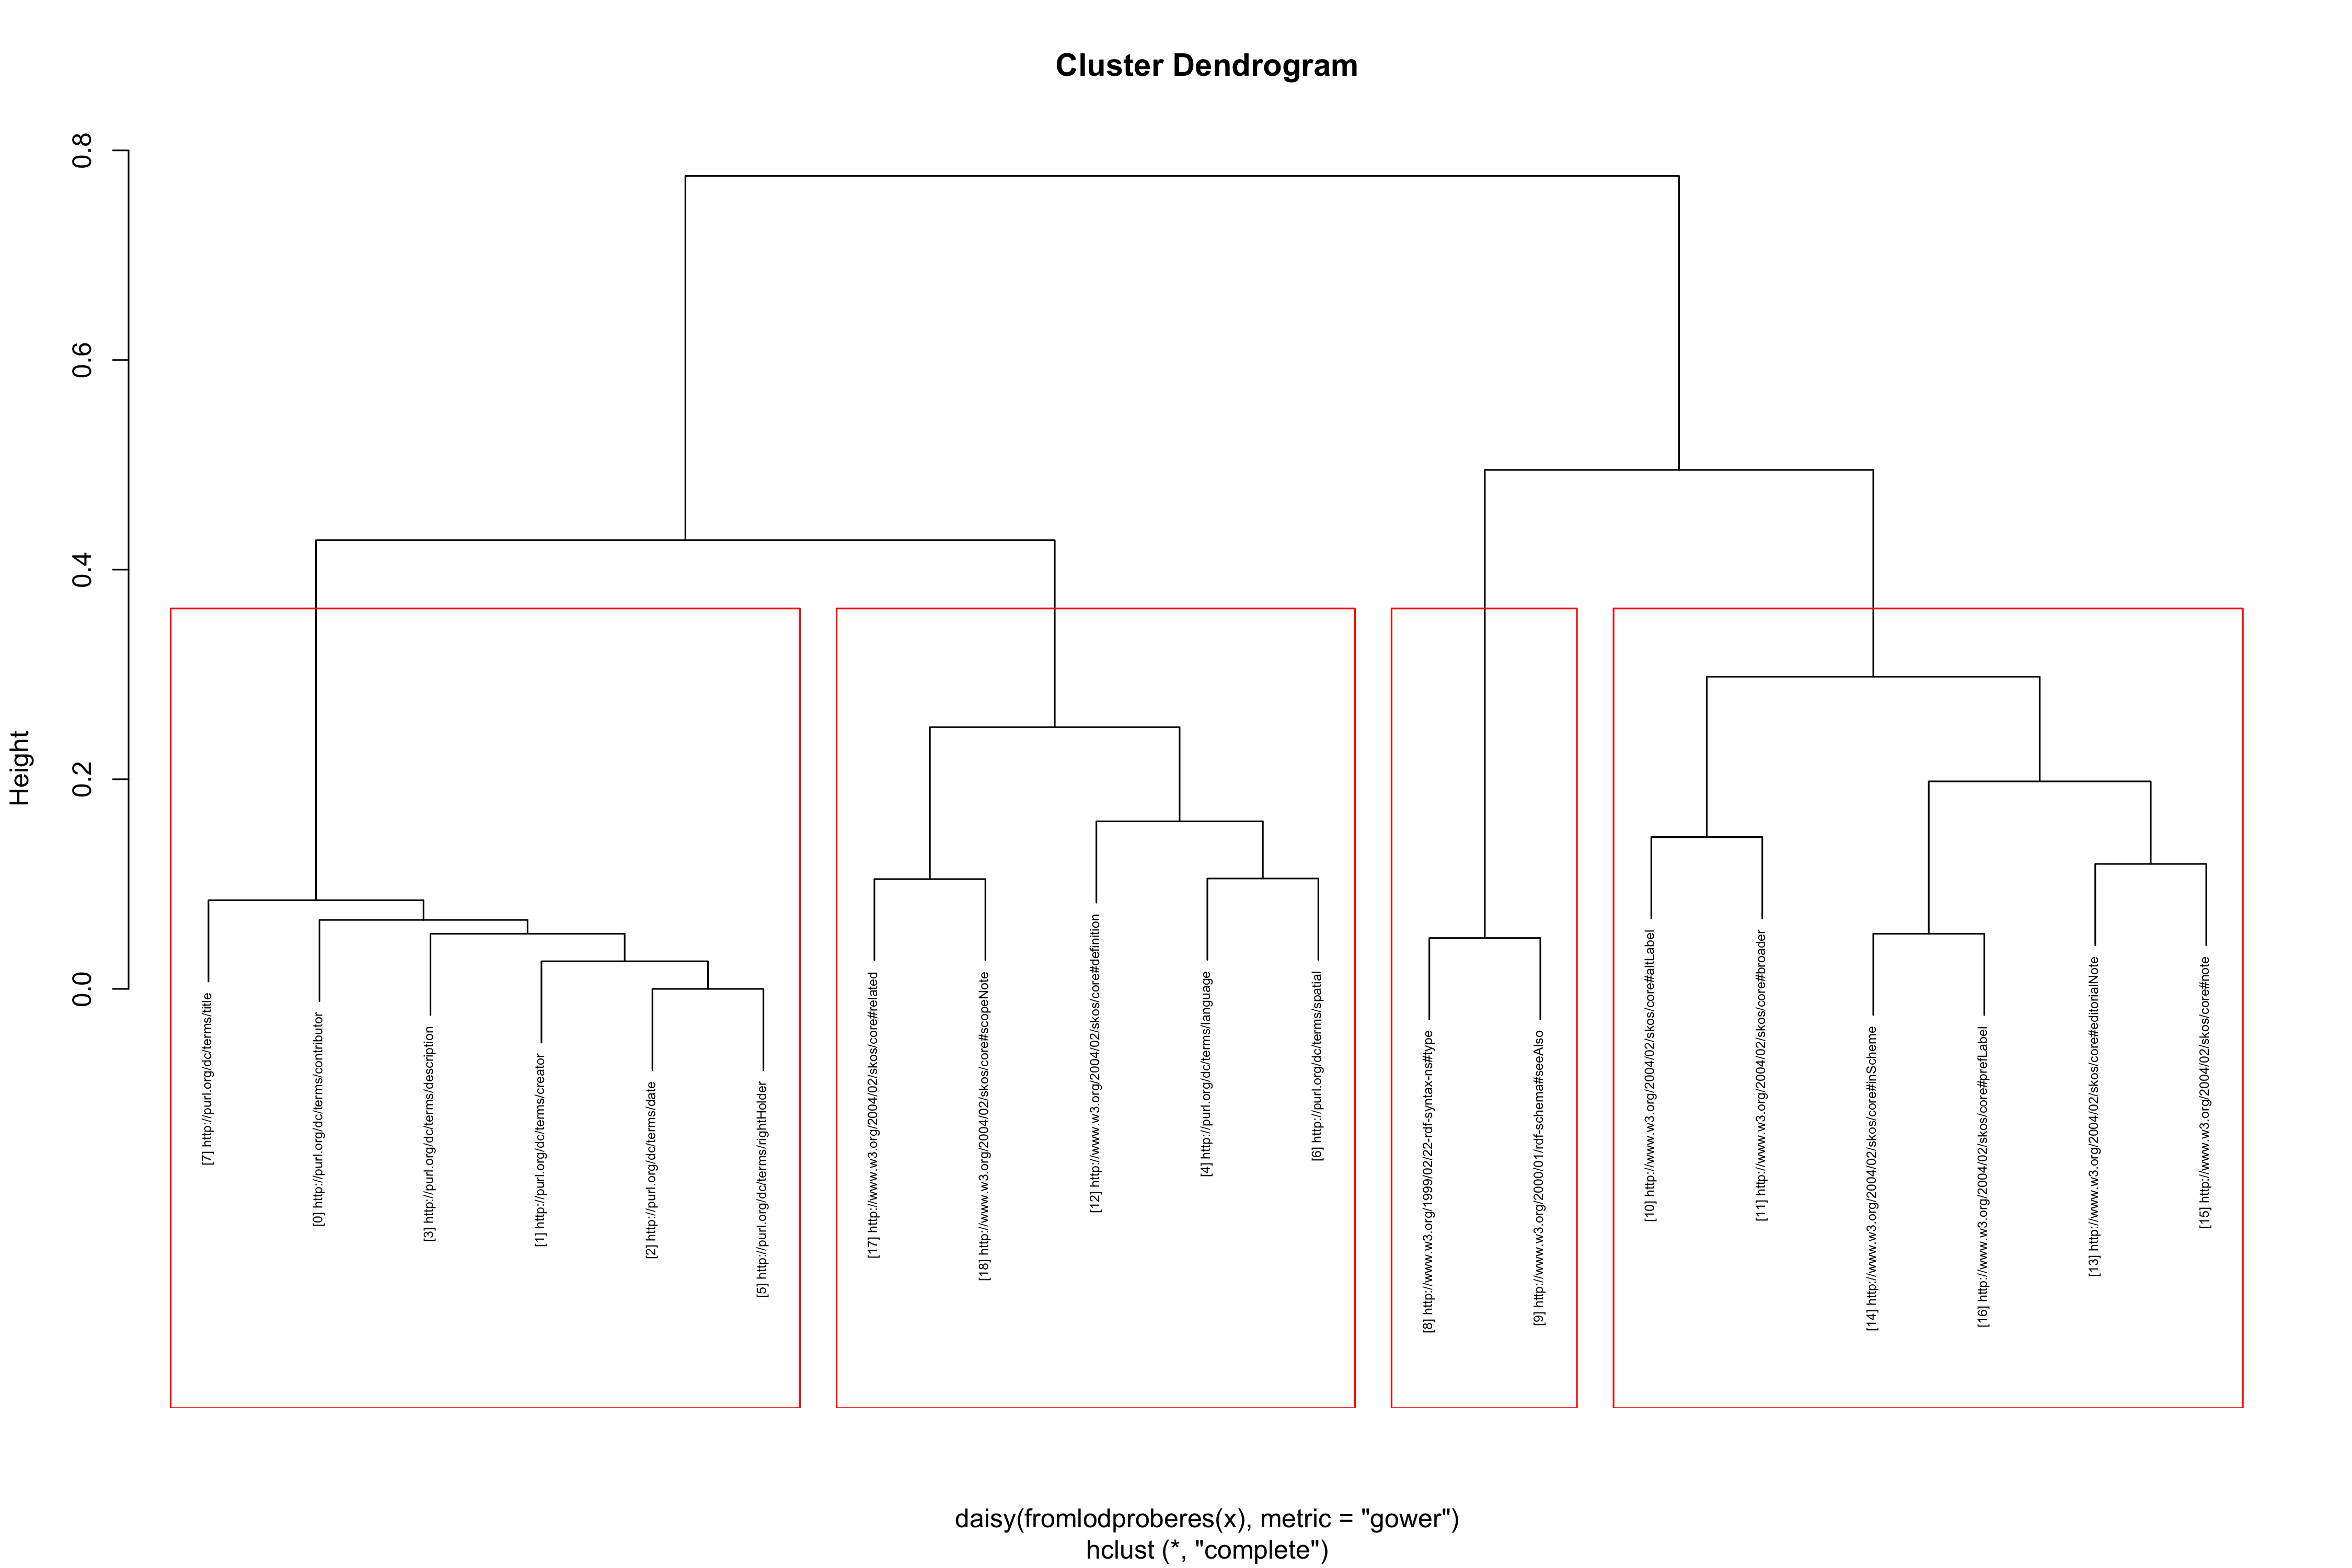 Cluster Dendrogram
0.8
0.6
0.4
0.2
0.0
Height
[7] http://purl.org/dc/terms/title
[0] http://purl.org/dc/terms/contributor
[3] http://purl.org/dc/terms/description
[1] http://purl.org/dc/terms/creator
[2] http://purl.org/dc/terms/date
[5] http://purl.org/dc/terms/rightHolder
[17] http://www.w3.org/2004/02/skos/core#related
[18] http://www.w3.org/2004/02/skos/core#scopeNote
[12] http://www.w3.org/2004/02/skos/core#definition
[4] http://purl.org/dc/terms/language
[6] http://purl.org/dc/terms/spatial
[8] http://www.w3.org/1999/02/22-rdf-syntax-ns#type
[9] http://www.w3.org/2000/01/rdf-schema#seeAlso
[10] http://www.w3.org/2004/02/skos/core#altLabel
[11] http://www.w3.org/2004/02/skos/core#broader
[14] http://www.w3.org/2004/02/skos/core#inScheme
[16] http://www.w3.org/2004/02/skos/core#prefLabel
[13] http://www.w3.org/2004/02/skos/core#editorialNote
[15] http://www.w3.org/2004/02/skos/core#note
daisy(fromlodproberes(x), metric = "gower")
hclust (*, "complete")